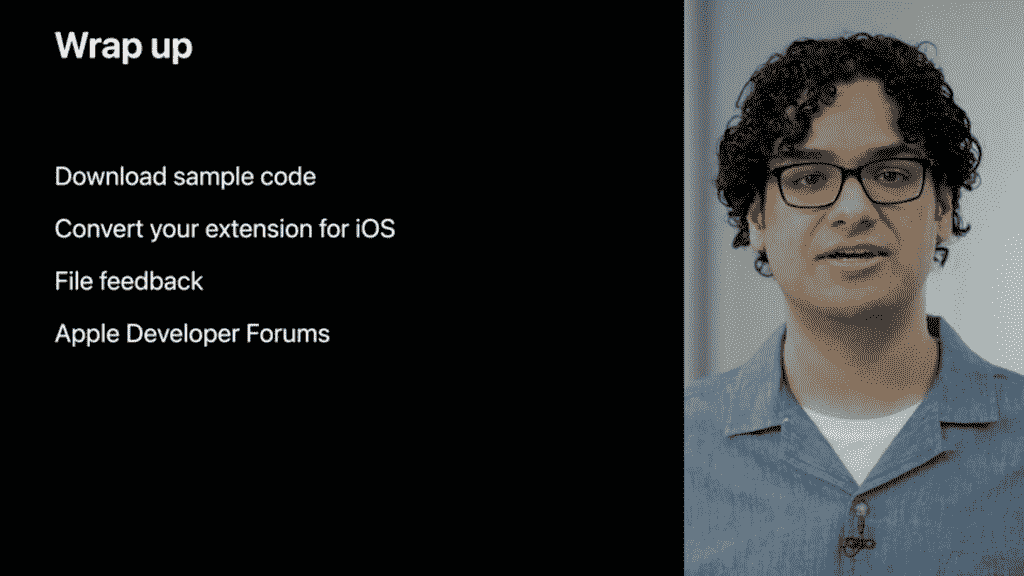 Wrap up
Download sample code
Convert your extension for iOS
File feedback
Apple Developer Forums